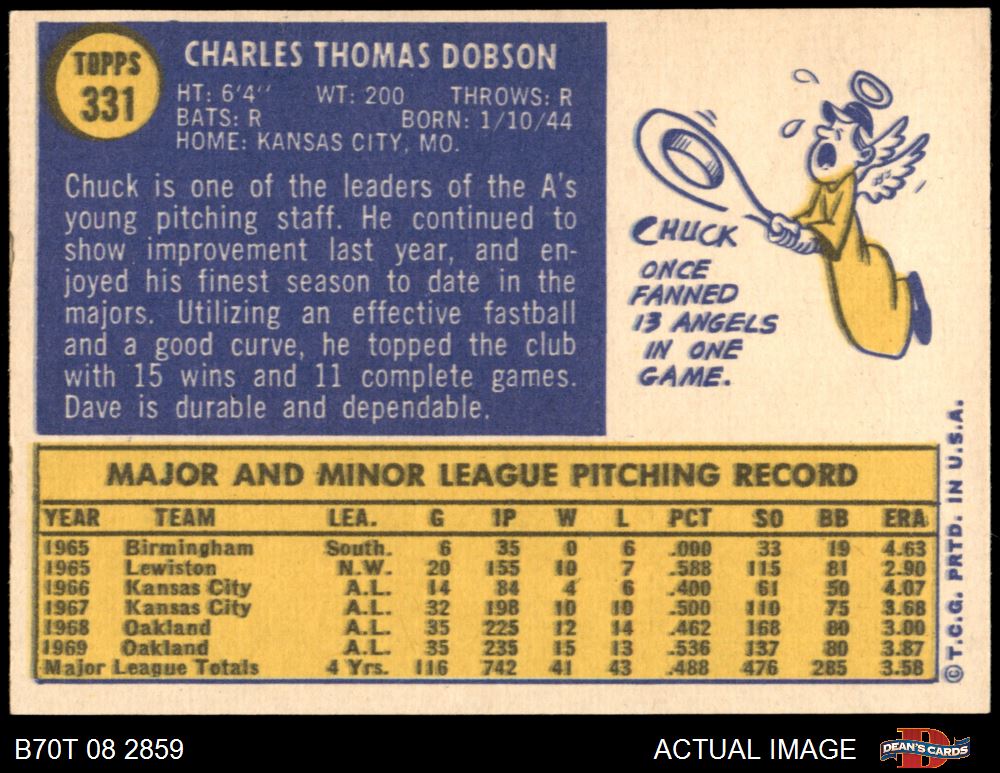 TOPPS
331
CHARLES THOMAS DOBSON
HT: 6'4" WT: 200 THROWS: R
BATS: R BORN: 1/10/44
HOME: KANSAS CITY, MO.
Chuck is one of the leaders of the A's
young pitching staff. He continued to
show improvement last year, and en-
joyed his finest season to date in the
majors. Utilizing an effective fastball
and a good curve, he topped the club
with 15 wins and 11 complete games.
Dave is durable and dependable.
CHUCK
ONCE
FANNED
13 ANGELS
IN ONE
GAME.
MAJOR AND MINOR LEAGUE PITCHING RECORD
YEAR TEAM LEA. G IP W L PCT SO BB ERA
1965 Birmingham South. 6 35 0 6 .000 33 19 4.63
1965 Lewiston N.W. 20 155 10 7 .588 115 81 2.90
1966 Kansas City A.L. 14 84 4 6 .400 61 50 4.07
1967 Kansas City A.L. 32 198 10 10 .500 110 75 3.68
1968 Oakland A.L. 35 225 12 14 .462 168 80 3.00
1969 Oakland A.L. 35 235 15 13 .536 137 80 3.87
Major League Totals 4 Yrs. 116 742 41 43 .488 476 285 3.58
© T.C.G. PRTD. IN U.S.A.
B70T 08 2859 ACTUAL IMAGE
D
DEAN'S CARDS